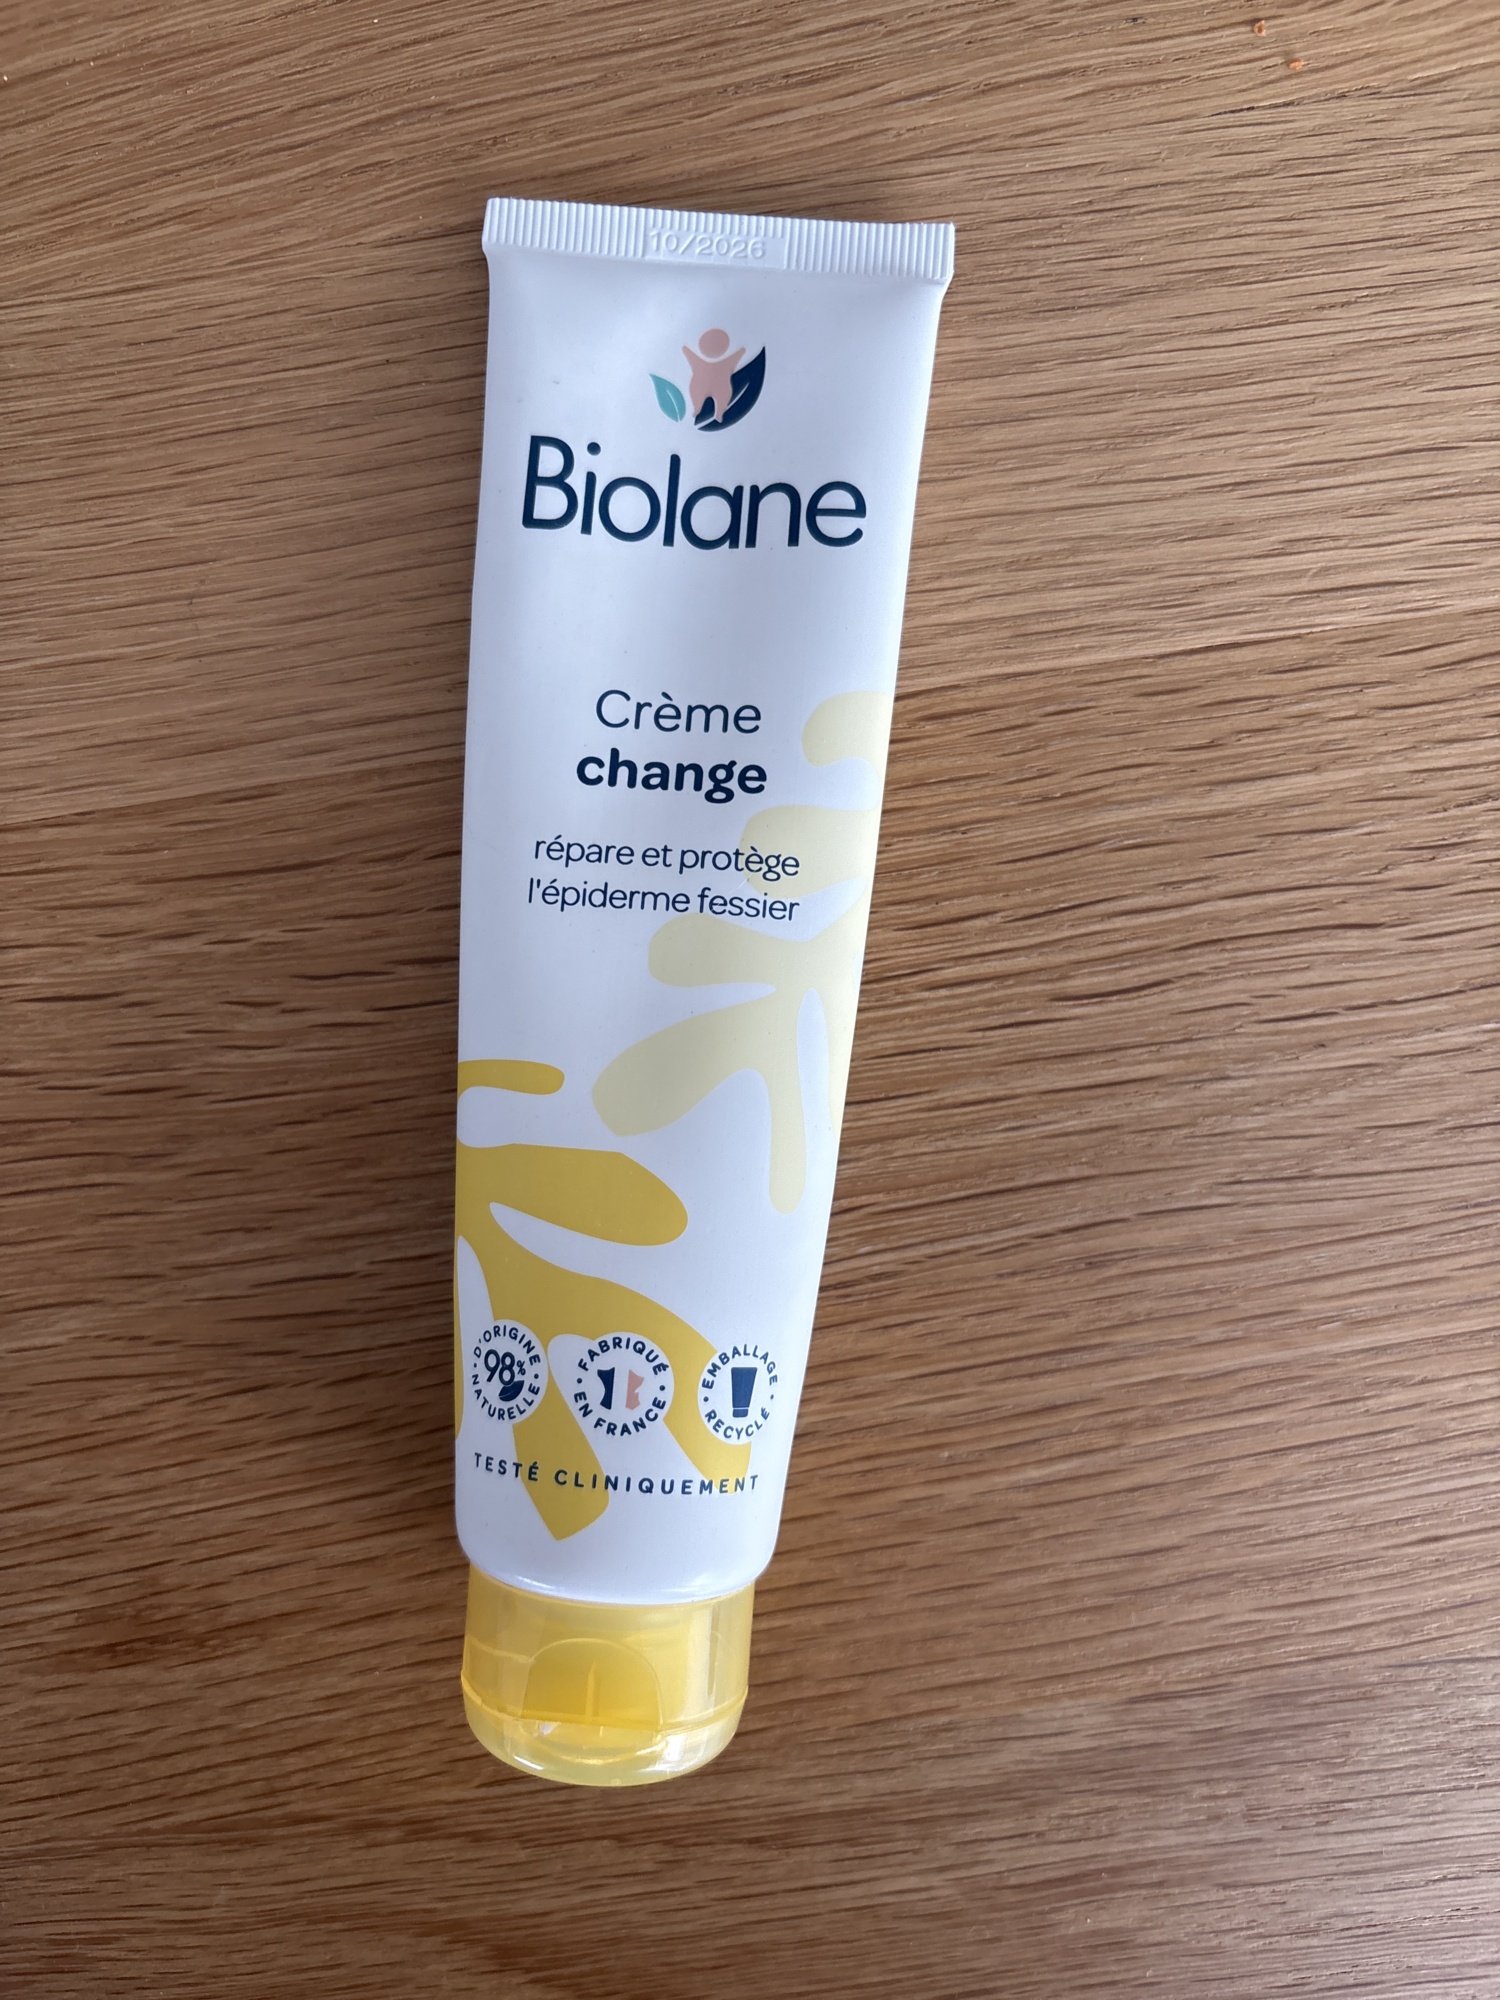 10/2026
Biolane
Crème
change
répare et protège
l'épiderme fessier
D'ORIGINE
98%
NATURELLE
FABRIQUÉ
EN FRANCE
EMBALLAGE
RECYCLÉ
TESTÉ CLINIQUEMENT